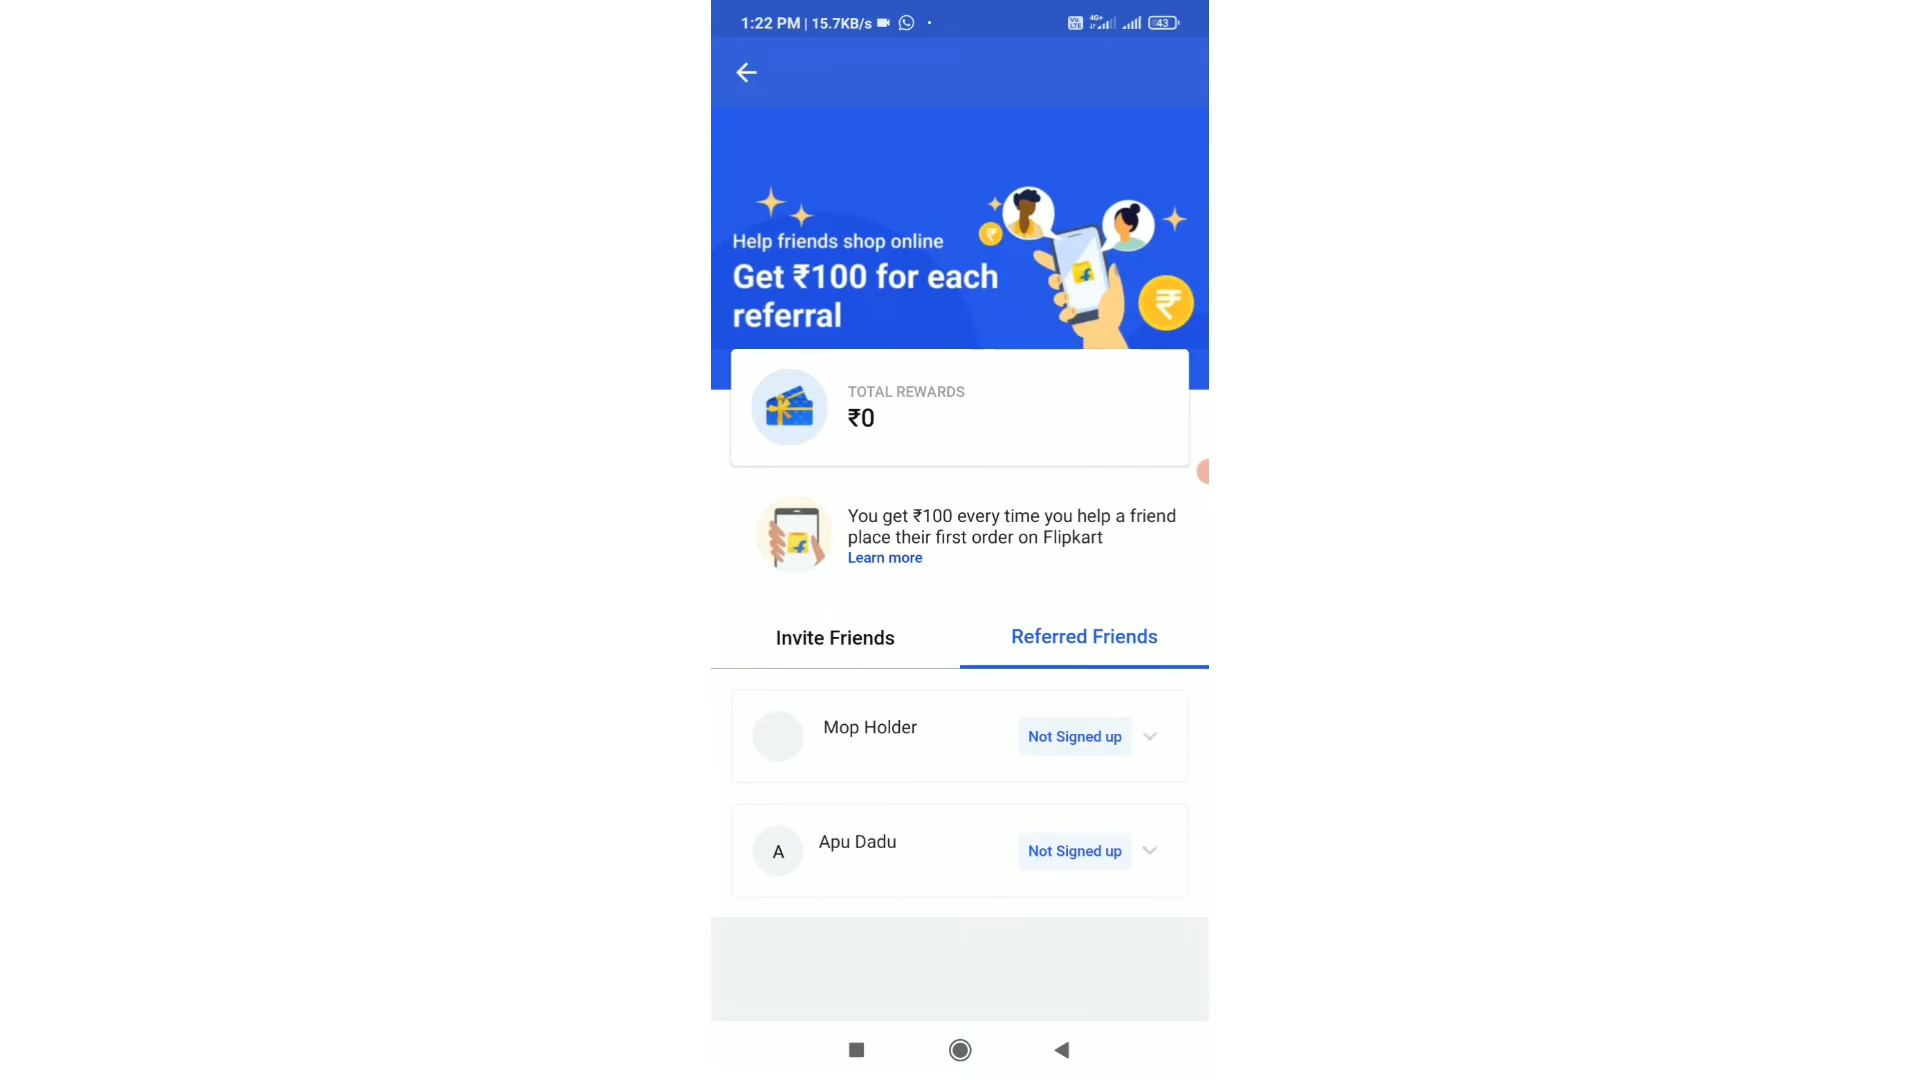 1:22 PM | 15.7KB/s
4G+
43
Help friends shop online
Get ₹100 for each
referral
TOTAL REWARDS
₹0
You get ₹100 every time you help a friend
place their first order on Flipkart
Learn more
Invite Friends
Referred Friends
Mop Holder
Not Signed up
A
Apu Dadu
Not Signed up